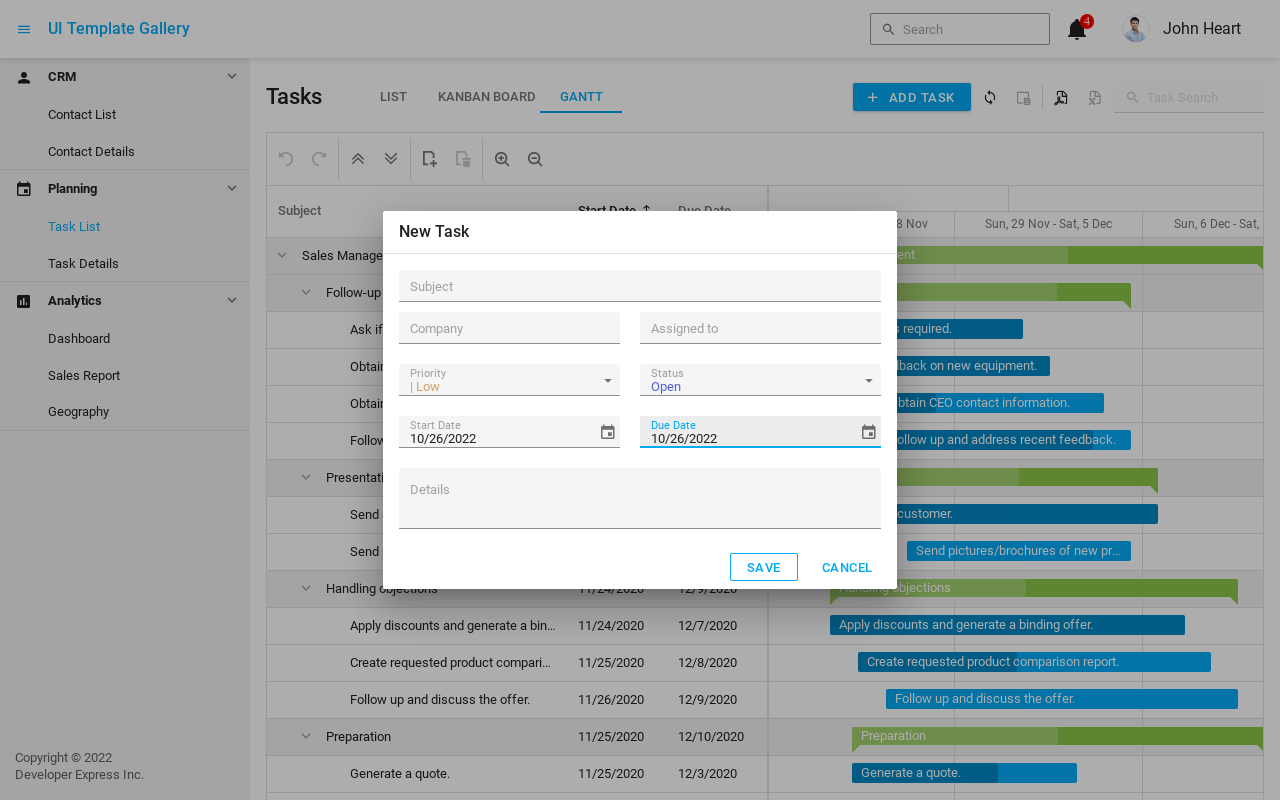 UI Template Gallery
Search
4
John Heart
CRM
Contact List
Contact Details
Planning
Task List
Task Details
Analytics
Dashboard
Sales Report
Geography
Copyright © 2022
Developer Express Inc.
Tasks
LIST
KANBAN BOARD
GANTT
ADD TASK
Task Search
Subject
Start Date
Due Date
8 Nov
Sun, 29 Nov - Sat, 5 Dec
Sun, 6 Dec - Sat,
Sales Manage
ent
Follow-up
Ask if
s required.
Obtain
back on new equipment.
Obtain
btain CEO contact information.
Follow
ollow up and address recent feedback.
Presentatio
Send
customer.
Send
Send pictures/brochures of new pr...
Handling objections
11/24/2020
12/9/2020
Handling objections
Apply discounts and generate a bin...
11/24/2020
12/7/2020
Apply discounts and generate a binding offer.
Create requested product compari...
11/25/2020
12/8/2020
Create requested product comparison report.
Follow up and discuss the offer.
11/26/2020
12/9/2020
Follow up and discuss the offer.
Preparation
11/25/2020
12/10/2020
Preparation
Generate a quote.
11/25/2020
12/3/2020
Generate a quote.
New Task
Subject
Company
Assigned to
Priority
| Low
Status
Open
Start Date
10/26/2022
Due Date
10/26/2022
Details
SAVE
CANCEL